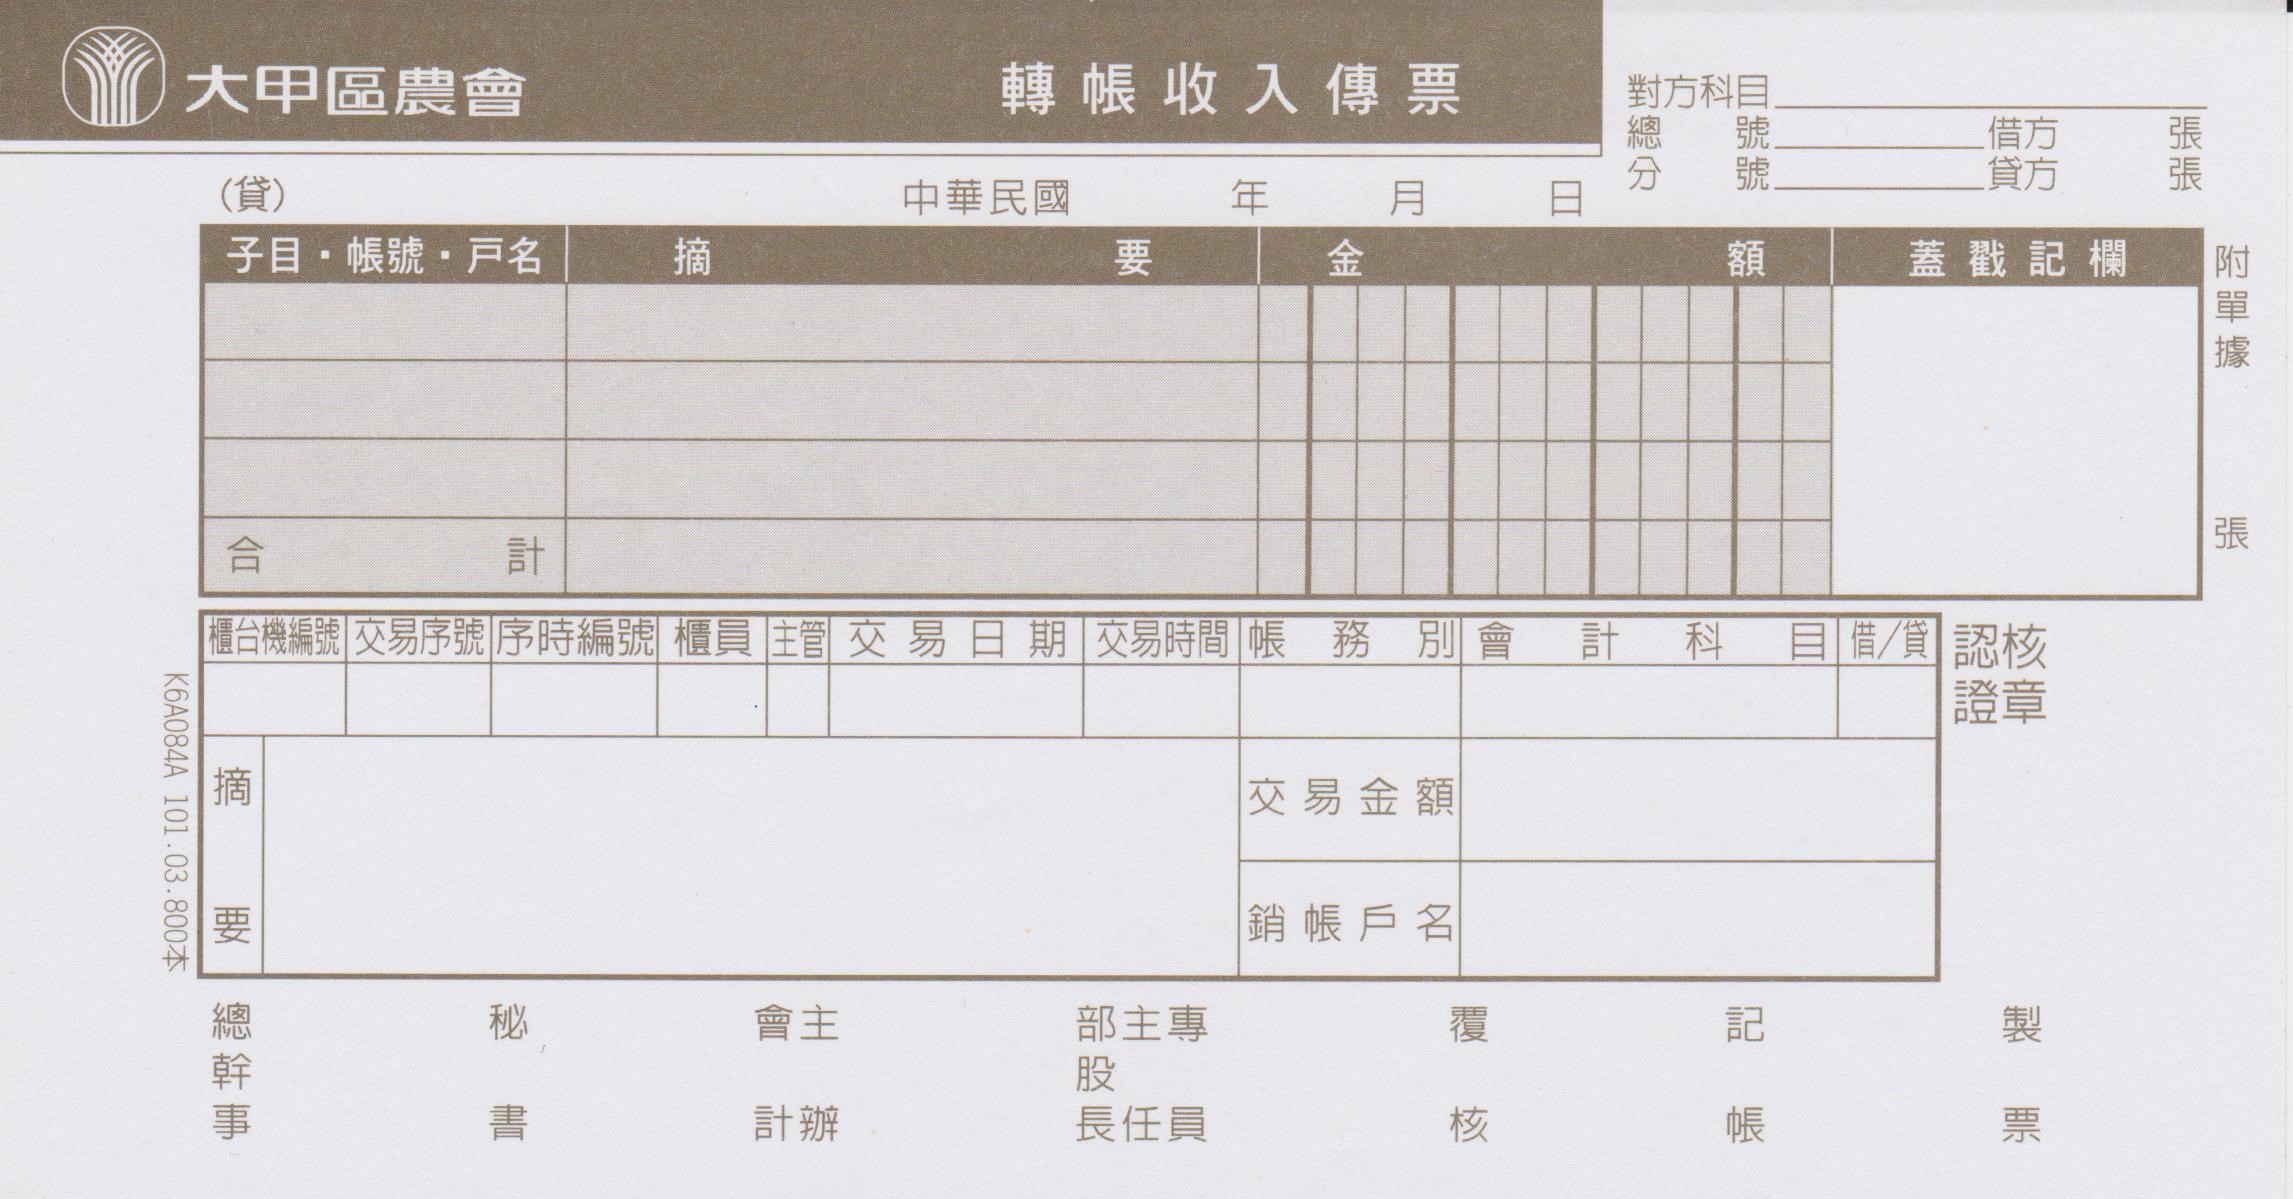 大甲區農會
轉帳收入傳票
對方科目
總號 借方 張
分號 貸方 張
(貸) 中華民國 年 月 日
子目·帳號·戶名 摘要 金額 蓋戳記欄
附單據 張
合計
櫃台機編號 交易序號 序時編號 櫃員 主管 交易日期 交易時間 帳務別 會計科目 借/貸
認證 核章
摘要
交易金額
銷帳戶名
K6A084A 101.03.800本
總幹事 秘書 會計 主辦 部股長 主任 專員 覆核 記帳 製票